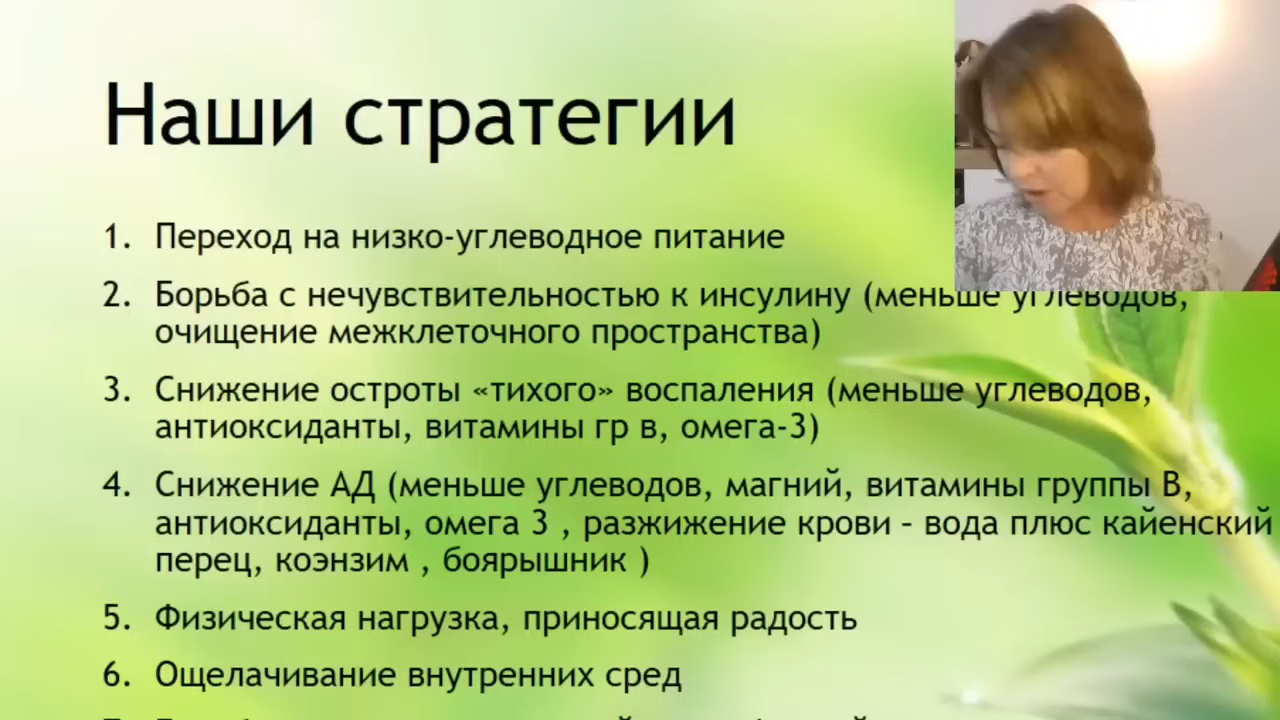 Наши стратегии
1. Переход на низко-углеводное питание
2. Борьба с нечувствительностью к инсулину (меньше углеводов,
очищение межклеточного пространства)
3. Снижение остроты «тихого» воспаления (меньше углеводов,
антиоксиданты, витамины гр в, омега-3)
4. Снижение АД (меньше углеводов, магний, витамины группы В,
антиоксиданты, омега 3 , разжижение крови – вода плюс кайенский
перец, коэнзим , боярышник )
5. Физическая нагрузка, приносящая радость
6. Ощелачивание внутренних сред